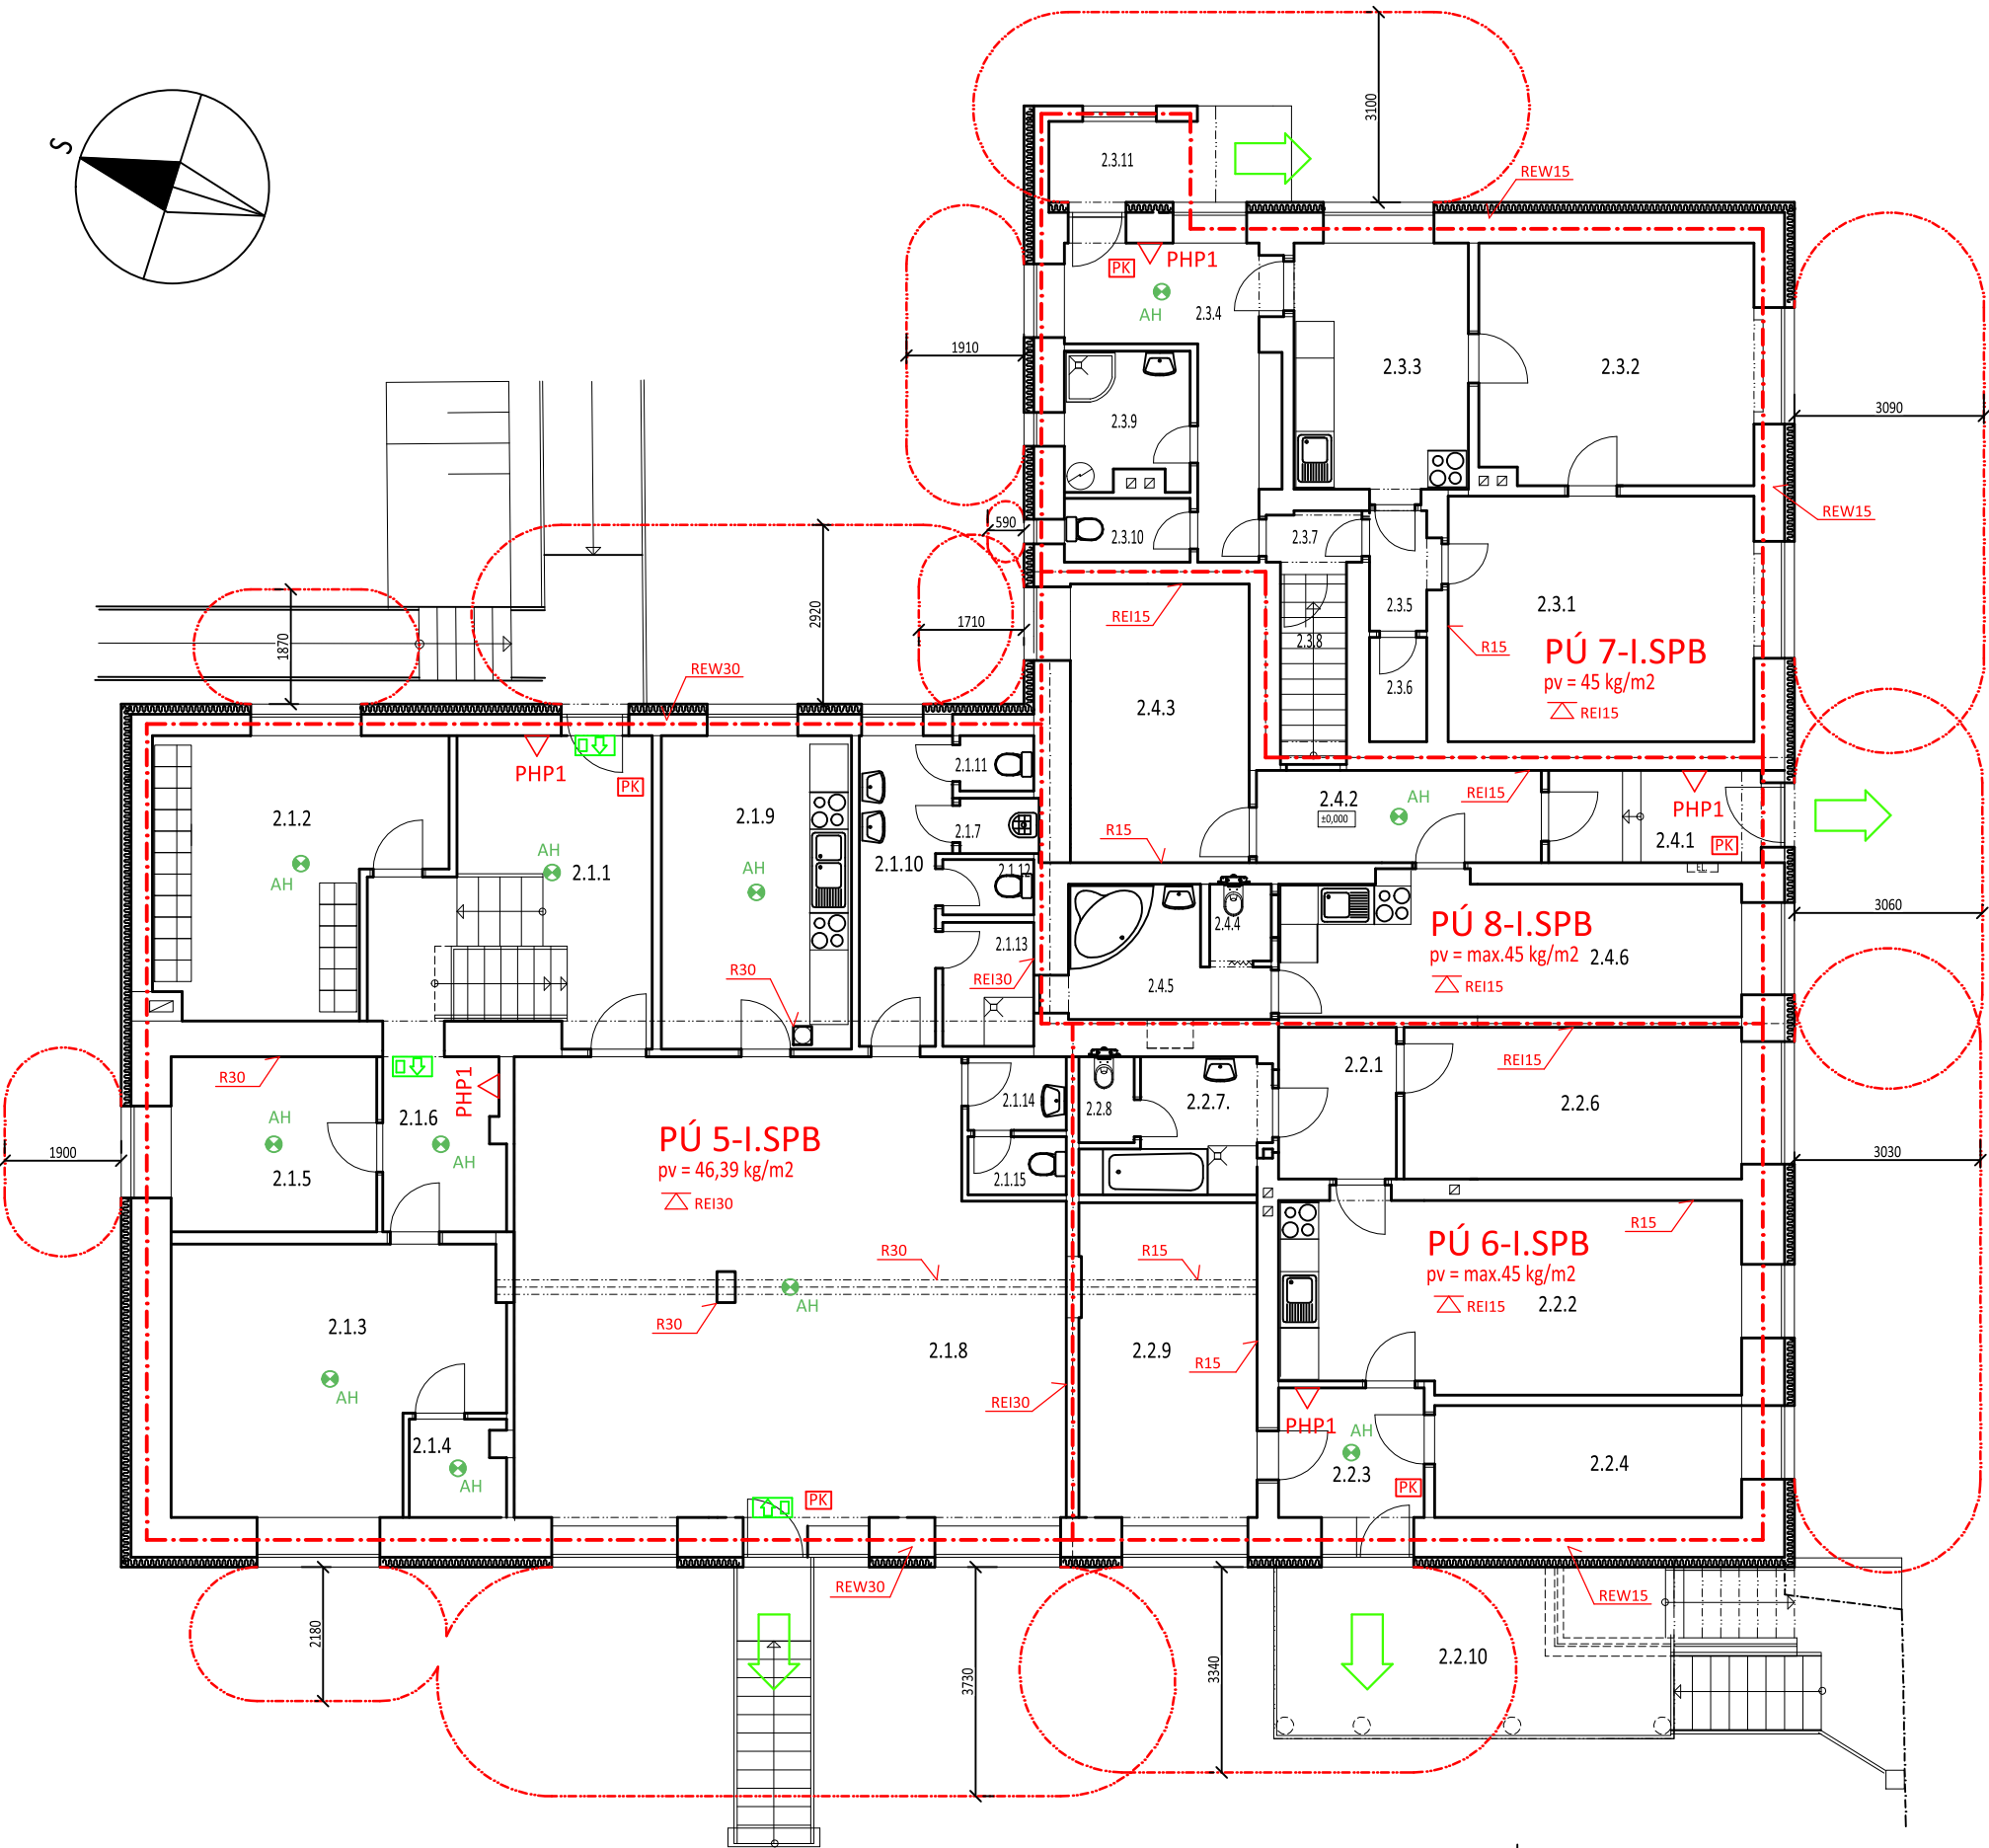 S
3100
2.3.11
REW15
PK
PHP1
AH
2.3.4
1910
2.3.3
2.3.2
3090
2.3.9
REW15
590
2.3.10
2.3.7
2920
1710
REI15
2.3.5
2.3.1
1870
2.3.8
R15
PÚ 7-I.SPB
pv = 45 kg/m2
REI15
REW30
2.3.6
2.4.3
PHP1
PK
2.1.11
2.1.2
2.1.9
2.4.2
±0,000
AH
REI15
PHP1
2.4.1
PK
2.1.7
R15
AH
AH
2.1.1
AH
2.1.10
2.1.12
EL
3060
2.4.4
PÚ 8-I.SPB
pv = max.45 kg/m2
2.4.6
REI15
2.1.13
REI30
R30
2.4.5
REI15
R30
2.2.1
AH
2.1.6
PHP1
2.1.14
2.2.8
2.2.7.
2.2.6
1900
2.1.5
AH
PÚ 5-I.SPB
pv = 46,39 kg/m2
REI30
2.1.15
3030
R30
R15
R15
PÚ 6-I.SPB
pv = max.45 kg/m2
REI15
2.2.2
AH
R30
2.1.3
2.1.8
2.2.9
R15
AH
REI30
PHP1
AH
2.1.4
AH
2.2.3
2.2.4
PK
PK
REW30
REW15
2180
3730
3340
2.2.10